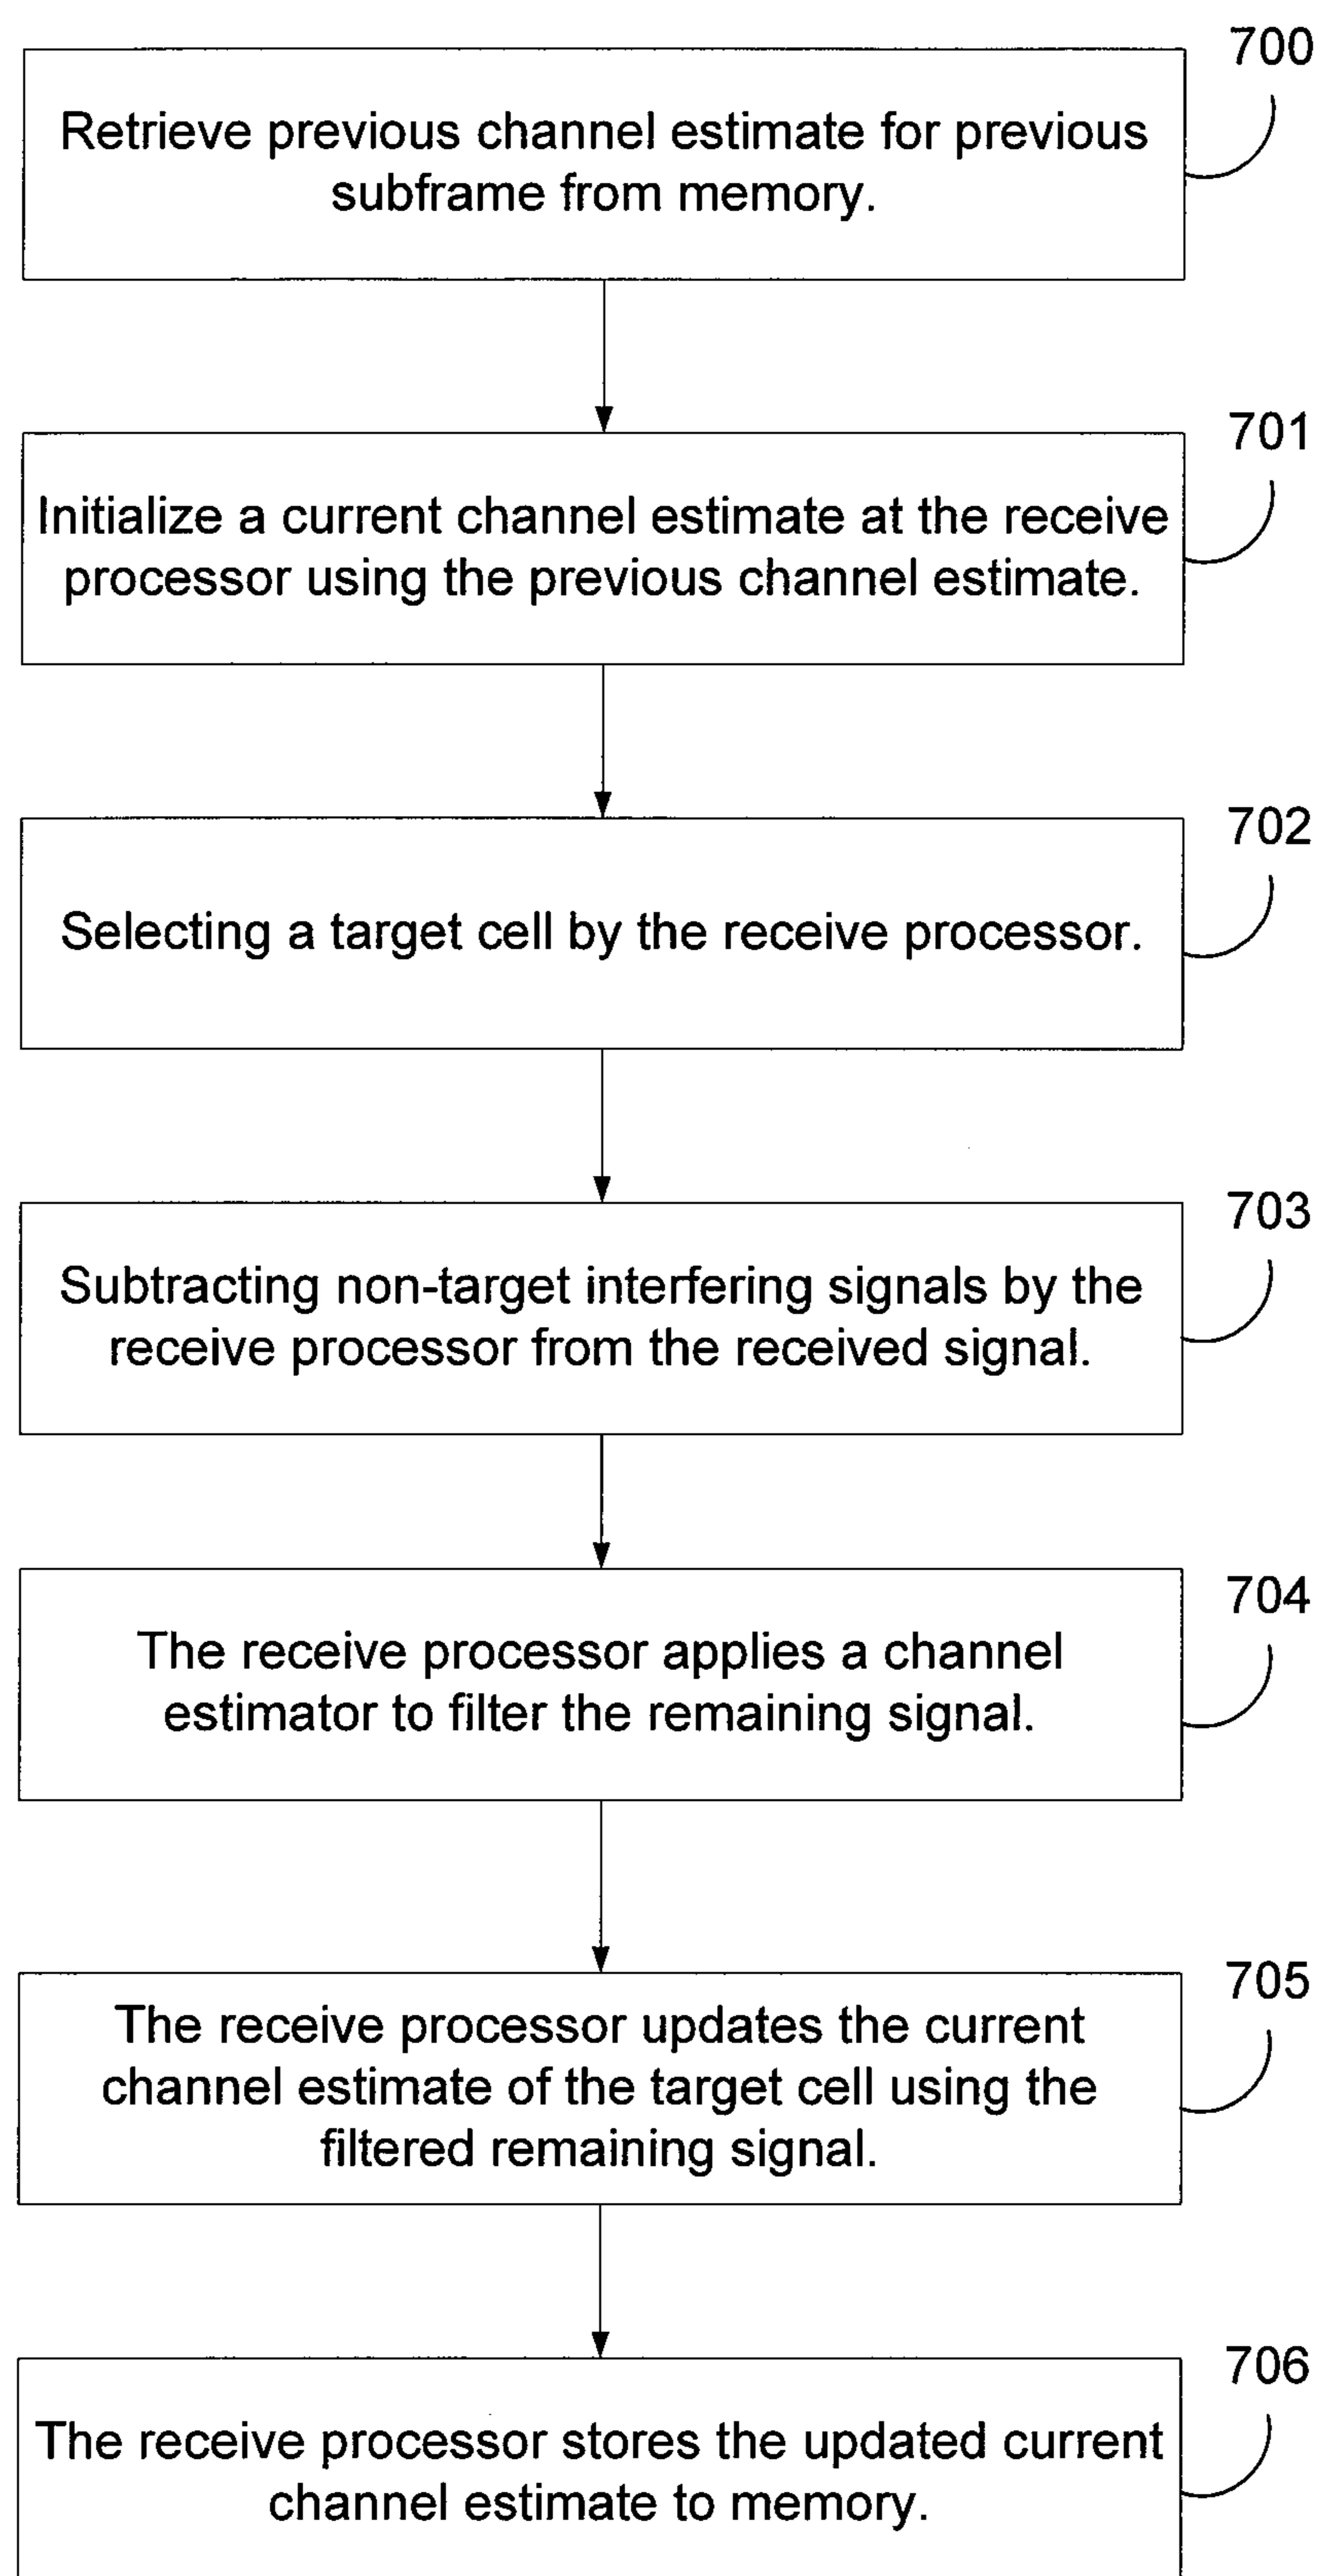 700
Retrieve previous channel estimate for previous
subframe from memory.
701
Initialize a current channel estimate at the receive
processor using the previous channel estimate.
702
Selecting a target cell by the receive processor.
703
Subtracting non-target interfering signals by the
receive processor from the received signal.
704
The receive processor applies a channel
estimator to filter the remaining signal.
705
The receive processor updates the current
channel estimate of the target cell using the
filtered remaining signal.
706
The receive processor stores the updated current
channel estimate to memory.